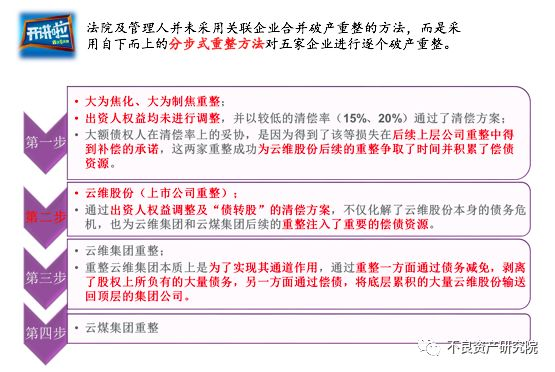 开讲啦
法院及管理人并未采用关联企业合并破产重整的方法，而是采
用自下而上的分步式重整方法对五家企业进行逐个破产重整。
第一步
• 大为焦化、大为制焦重整；
• 出资人权益均未进行调整，并以较低的清偿率（15%、20%）通过了清偿方案；
• 大额债权人在清偿率上的妥协，是因为得到了该等损失在后续上层公司重整中得
到补偿的承诺，这两家重整成功为云维股份后续的重整争取了时间并积累了偿债
资源。
第二步
• 云维股份（上市公司重整）；
• 通过出资人权益调整及“债转股”的清偿方案，不仅化解了云维股份本身的债务危
机，也为云维集团和云煤集团后续的重整注入了重要的偿债资源。
第三步
• 云维集团重整；
• 重整云维集团本质上是为了实现其通道作用，通过重整一方面通过债务减免，剥离
了股权上所负有的大量债务，另一方面通过偿债，将底层累积的大量云维股份输送
回顶层的集团公司。
第四步
• 云煤集团重整
不良资产研究院